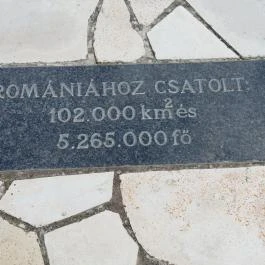 ROMÁNIÁHOZ CSATOLT:
102.000 km² és
5.265.000 fő